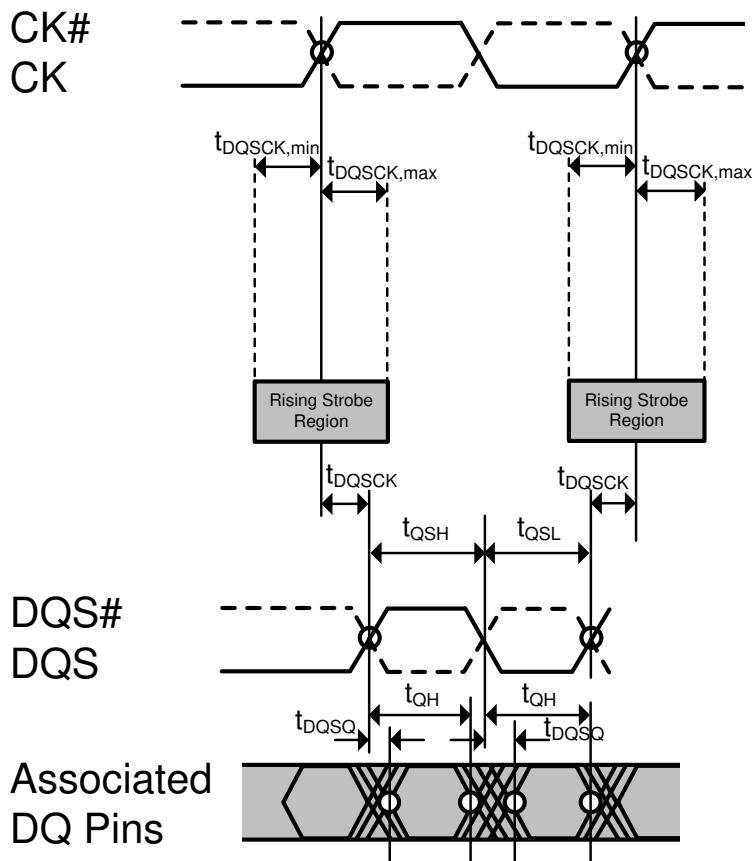 CK#
CK
tDQSCK,min
tDQSCK,max
tDQSCK,min
tDQSCK,max
Rising Strobe
Region
Rising Strobe
Region
tDQSCK
tDQSCK
tQSH
tQSL
DQS#
DQS
tQH
tQH
tDQSQ
tDQSQ
Associated
DQ Pins